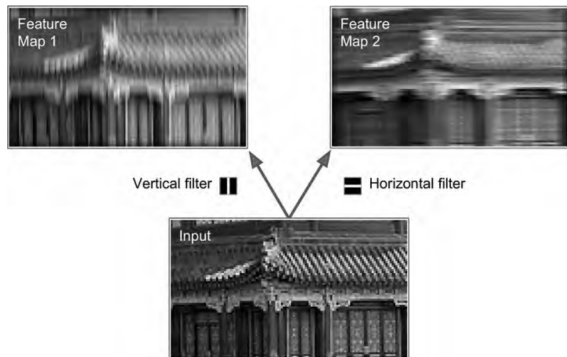 Feature
Map 1
Feature
Map 2
Vertical filter
Horizontal filter
Input